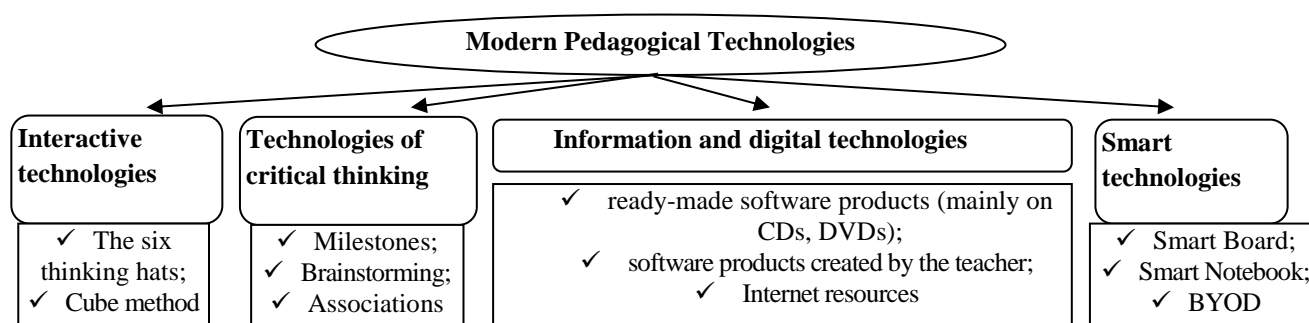 Modern Pedagogical Technologies
Interactive
technologies
✓ The six
thinking hats;
✓ Cube method
Technologies of
critical thinking
✓ Milestones;
✓ Brainstorming;
✓ Associations
Information and digital technologies
✓ ready-made software products (mainly on
CDs, DVDs);
✓ software products created by the teacher;
✓ Internet resources
Smart
technologies
✓ Smart Board;
✓ Smart Notebook;
✓ BYOD